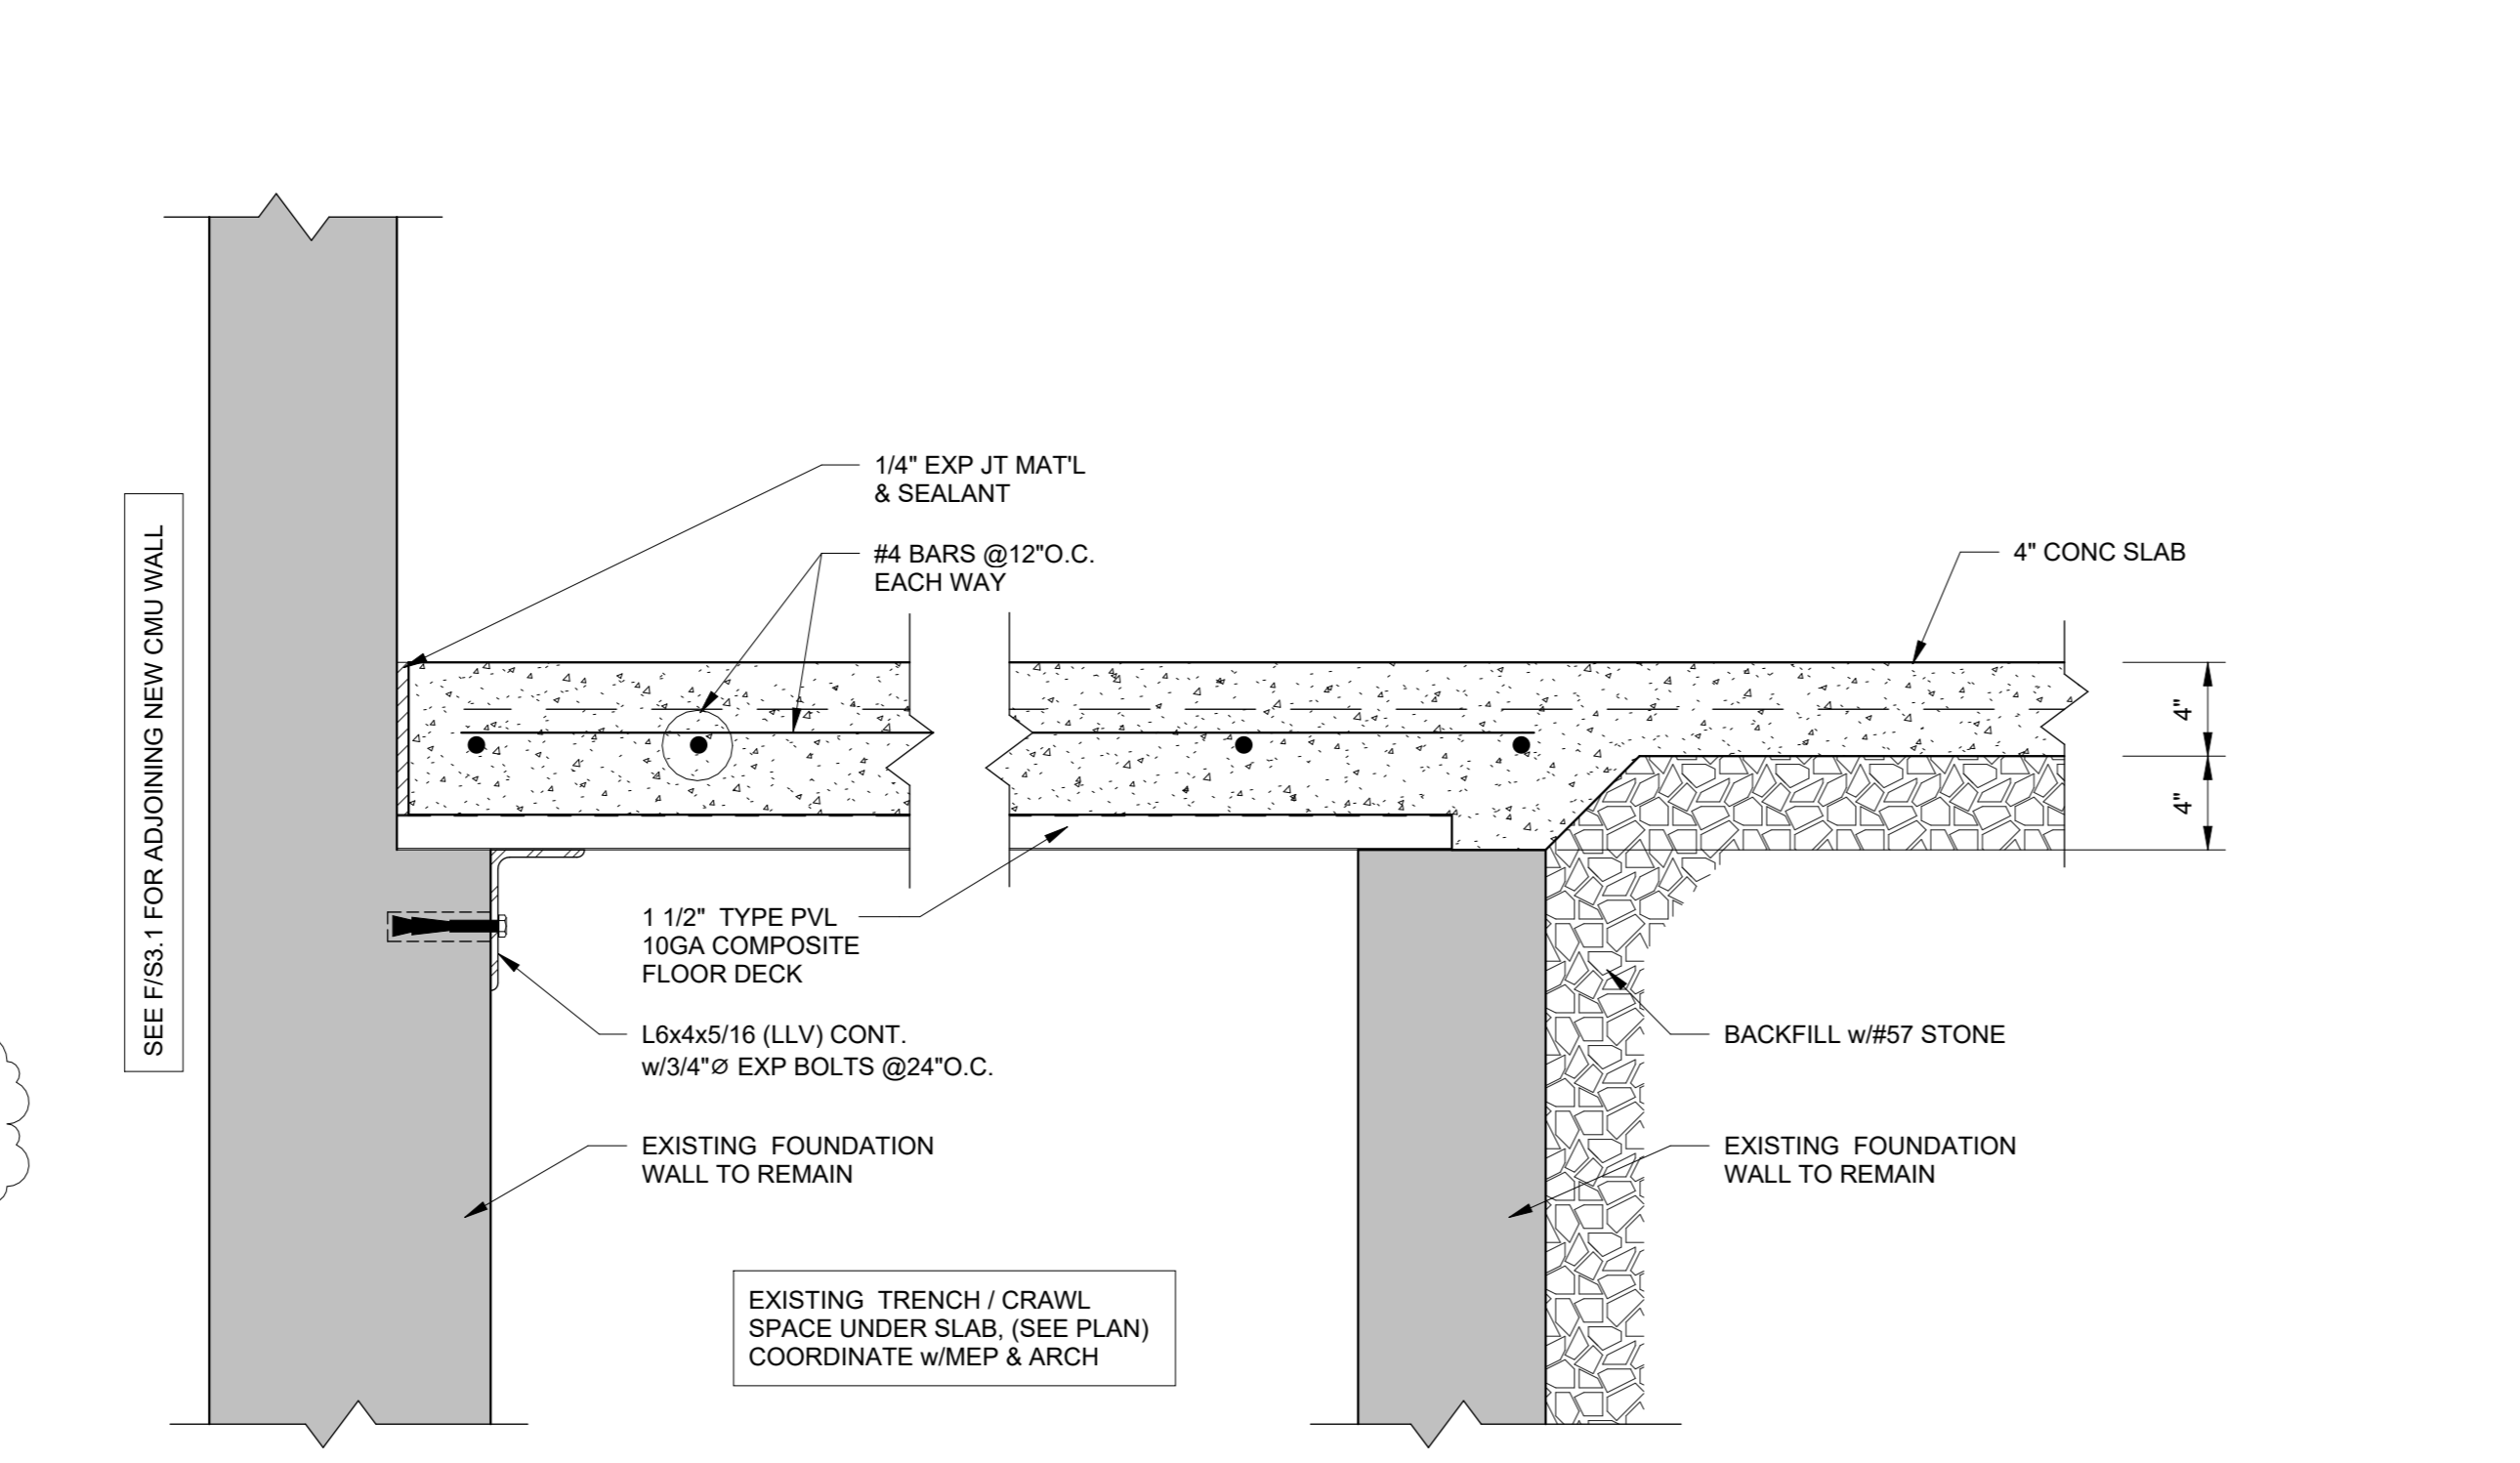 1/4" EXP JT MAT'L
& SEALANT
#4 BARS @12"O.C.
EACH WAY
4" CONC SLAB
4"
4"
SEE F/S3.1 FOR ADJOINING NEW CMU WALL
1 1/2"  TYPE PVL
10GA COMPOSITE
FLOOR DECK
L6x4x5/16 (LLV) CONT.
w/3/4"∅ EXP BOLTS @24"O.C.
BACKFILL w/#57 STONE
EXISTING  FOUNDATION
WALL TO REMAIN
EXISTING  FOUNDATION
WALL TO REMAIN
EXISTING  TRENCH / CRAWL
SPACE UNDER SLAB, (SEE PLAN)
COORDINATE w/MEP & ARCH